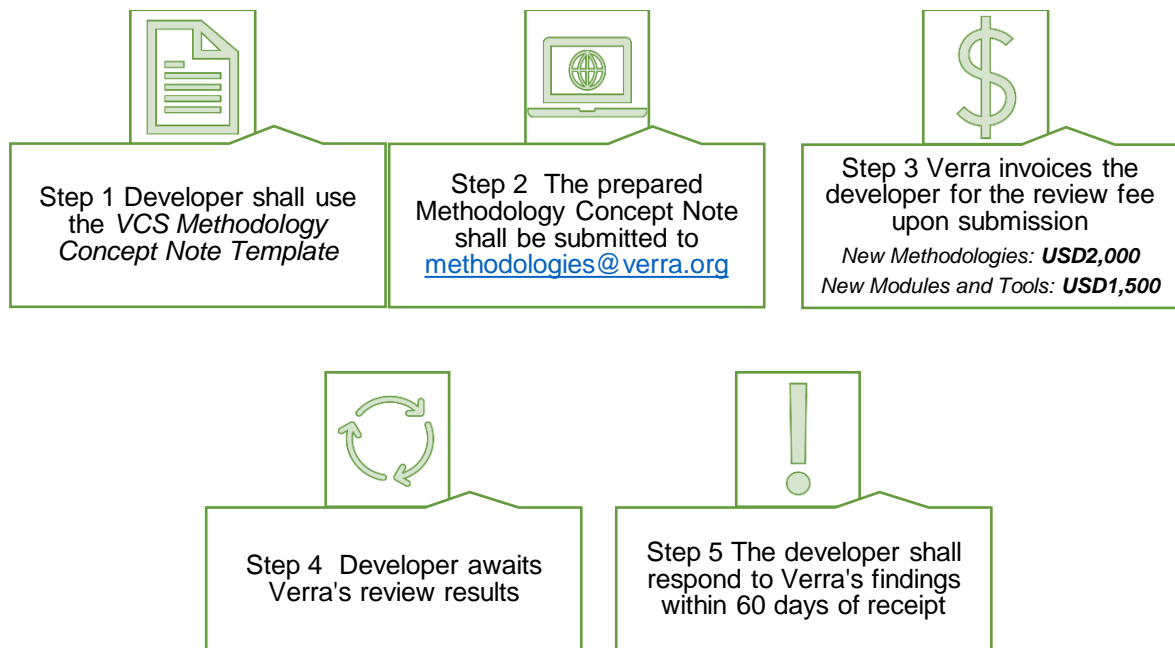 Step 1 Developer shall use
the VCS Methodology
Concept Note Template
Step 2  The prepared
Methodology Concept Note
shall be submitted to
methodologies@verra.org
Step 3 Verra invoices the
developer for the review fee
upon submission
New Methodologies: USD2,000
New Modules and Tools: USD1,500
Step 4  Developer awaits
Verra's review results
Step 5 The developer shall
respond to Verra's findings
within 60 days of receipt